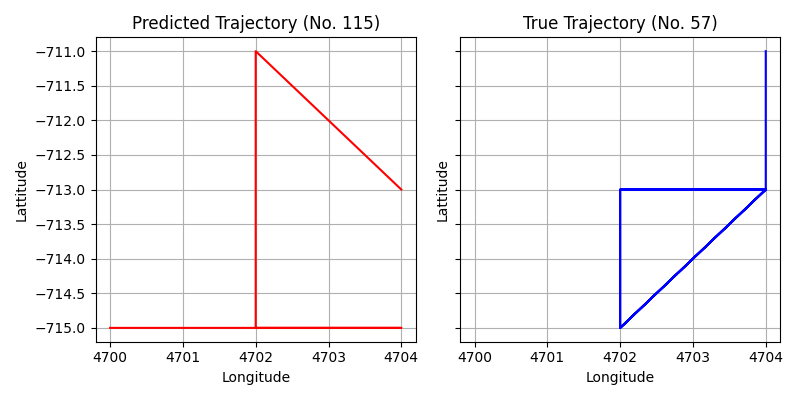 Predicted Trajectory (No. 115)
True Trajectory (No. 57)
−711.0
−711.5
−712.0
−712.5
−713.0
−713.5
−714.0
−714.5
−715.0
Lattitude
Lattitude
4700 4701 4702 4703 4704
4700 4701 4702 4703 4704
Longitude
Longitude